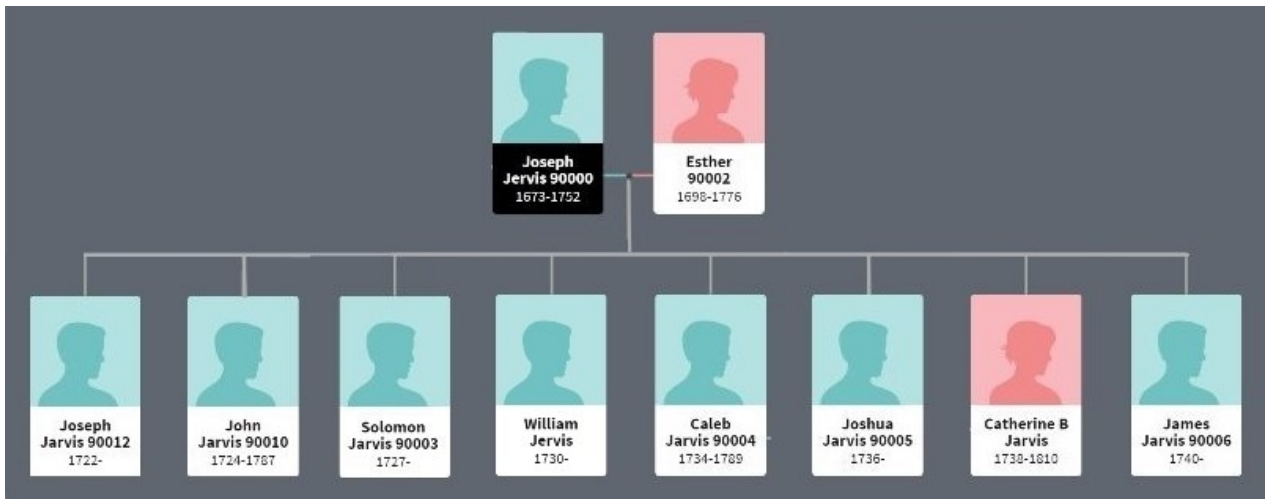 Joseph
Jervis 90000
1673-1752
Esther
90002
1698-1776
Joseph
Jarvis 90012
1722-
John
Jarvis 90010
1724-1787
Solomon
Jarvis 90003
1727-
William
Jervis
1730-
Caleb
Jarvis 90004
1734-1789
Joshua
Jarvis 90005
1736-
Catherine B
Jarvis
1738-1810
James
Jarvis 90006
1740-